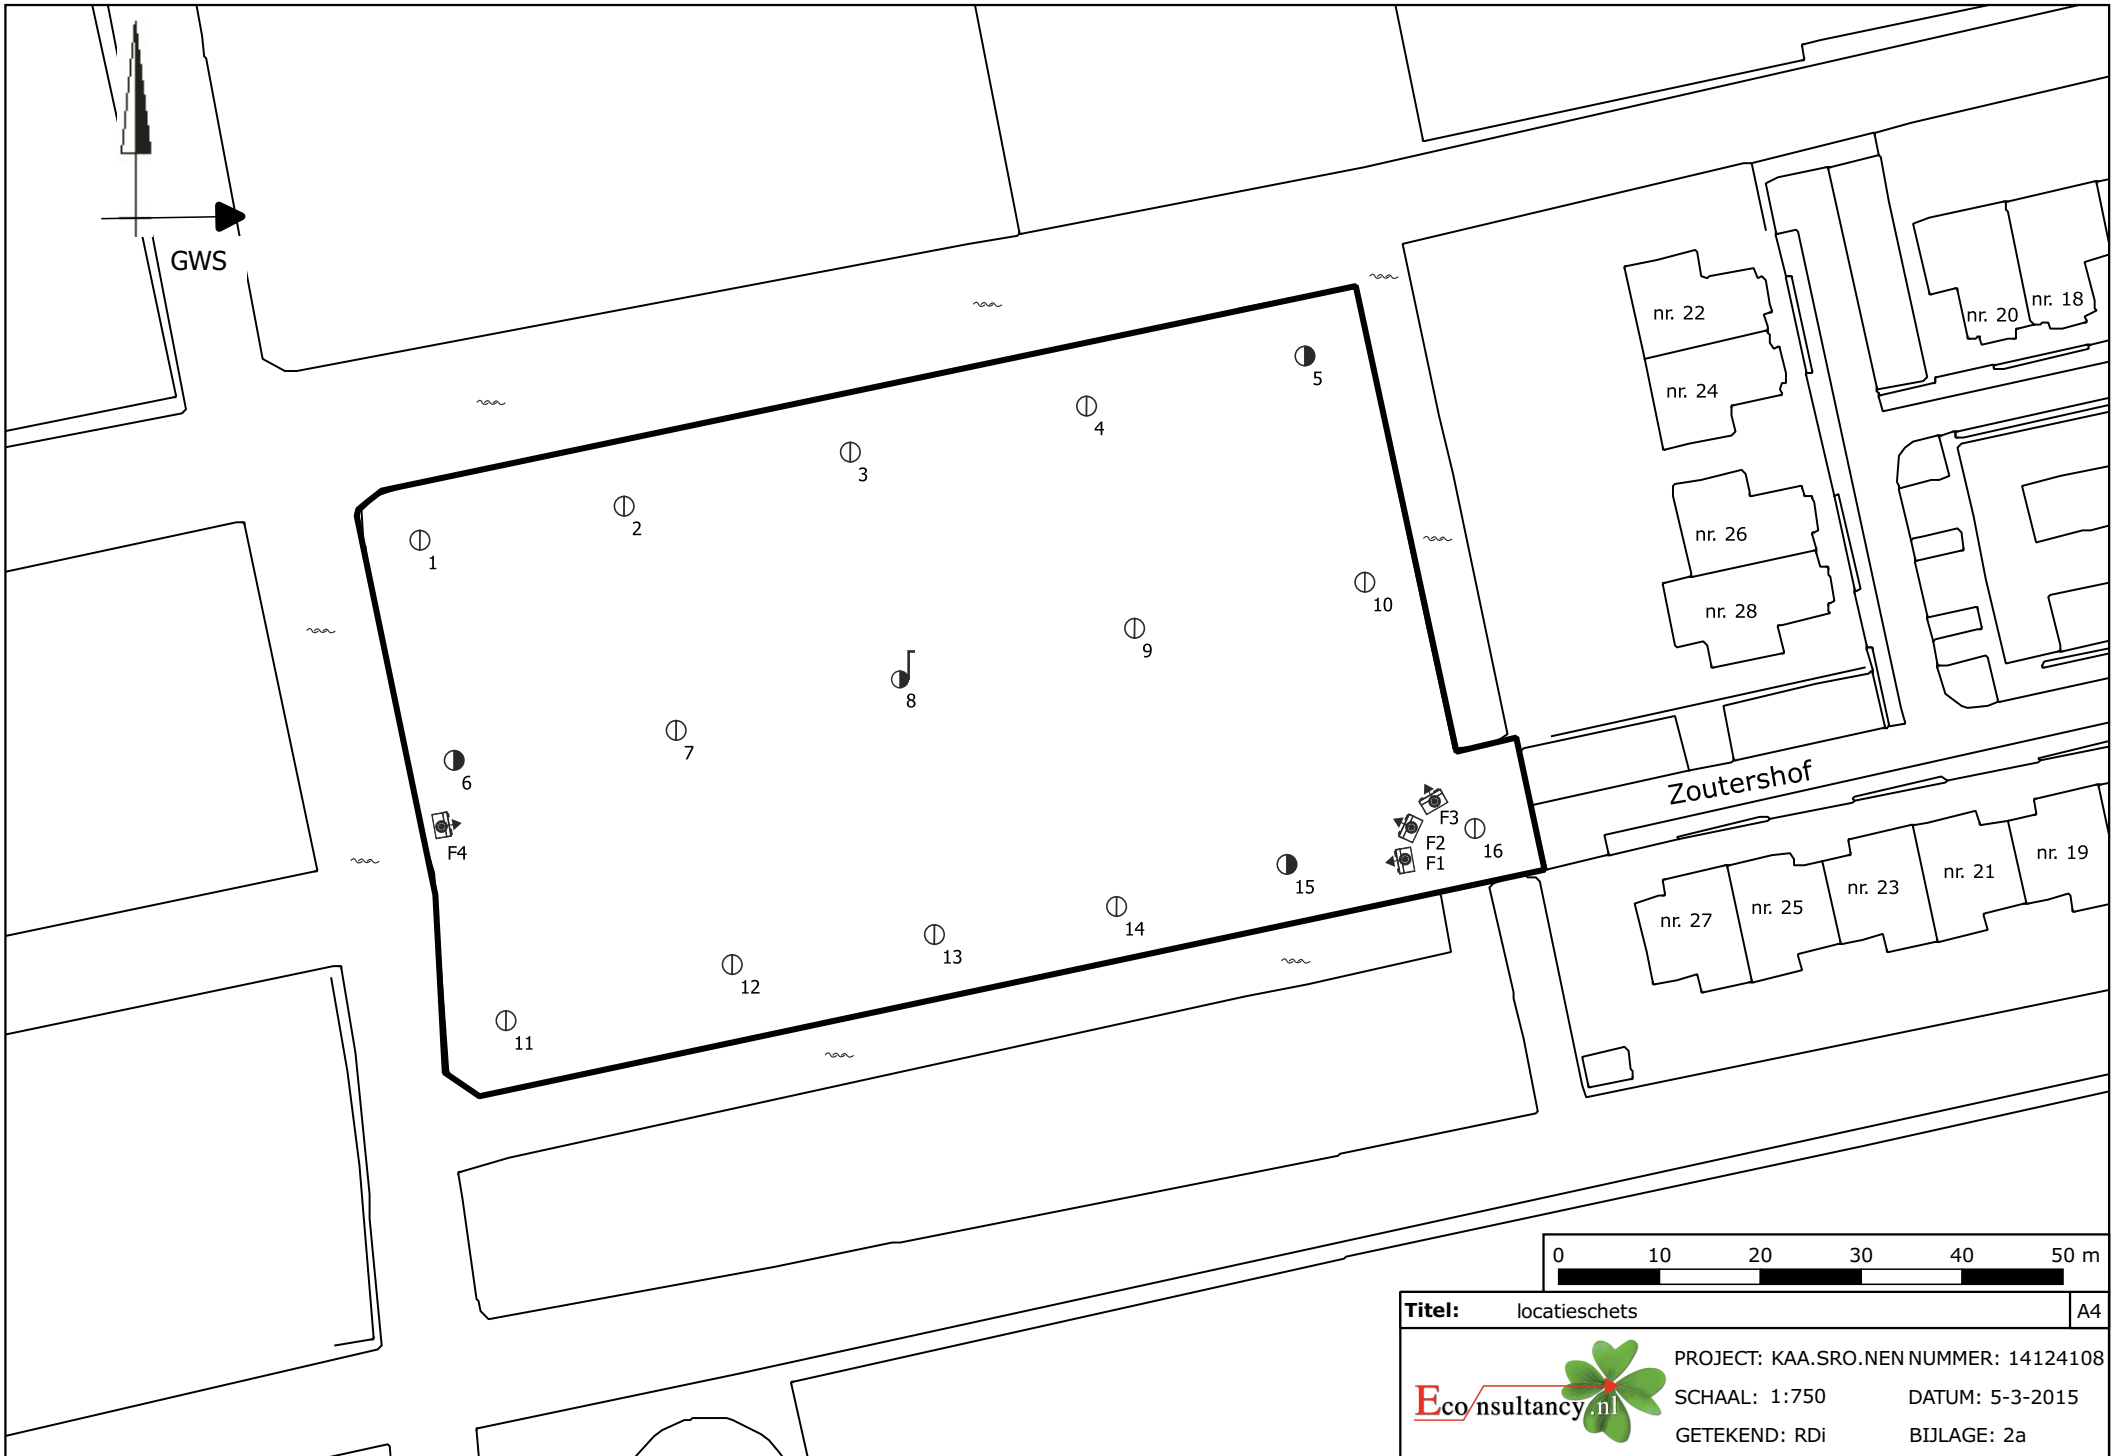 GWS
nr. 22
nr. 20
nr. 18
5
nr. 24
4
3
2
1
nr. 26
10
nr. 28
9
8
7
6
Zoutershof
F3
F2
16
F4
F1
15
nr. 19
nr. 21
nr. 23
nr. 25
nr. 27
14
13
12
11
0 10 20 30 40 50 m
Titel: locatieschets A4
PROJECT: KAA.SRO.NEN NUMMER: 14124108
Econsultancy.nl
SCHAAL: 1:750 DATUM: 5-3-2015
GETEKEND: RDi BIJLAGE: 2a